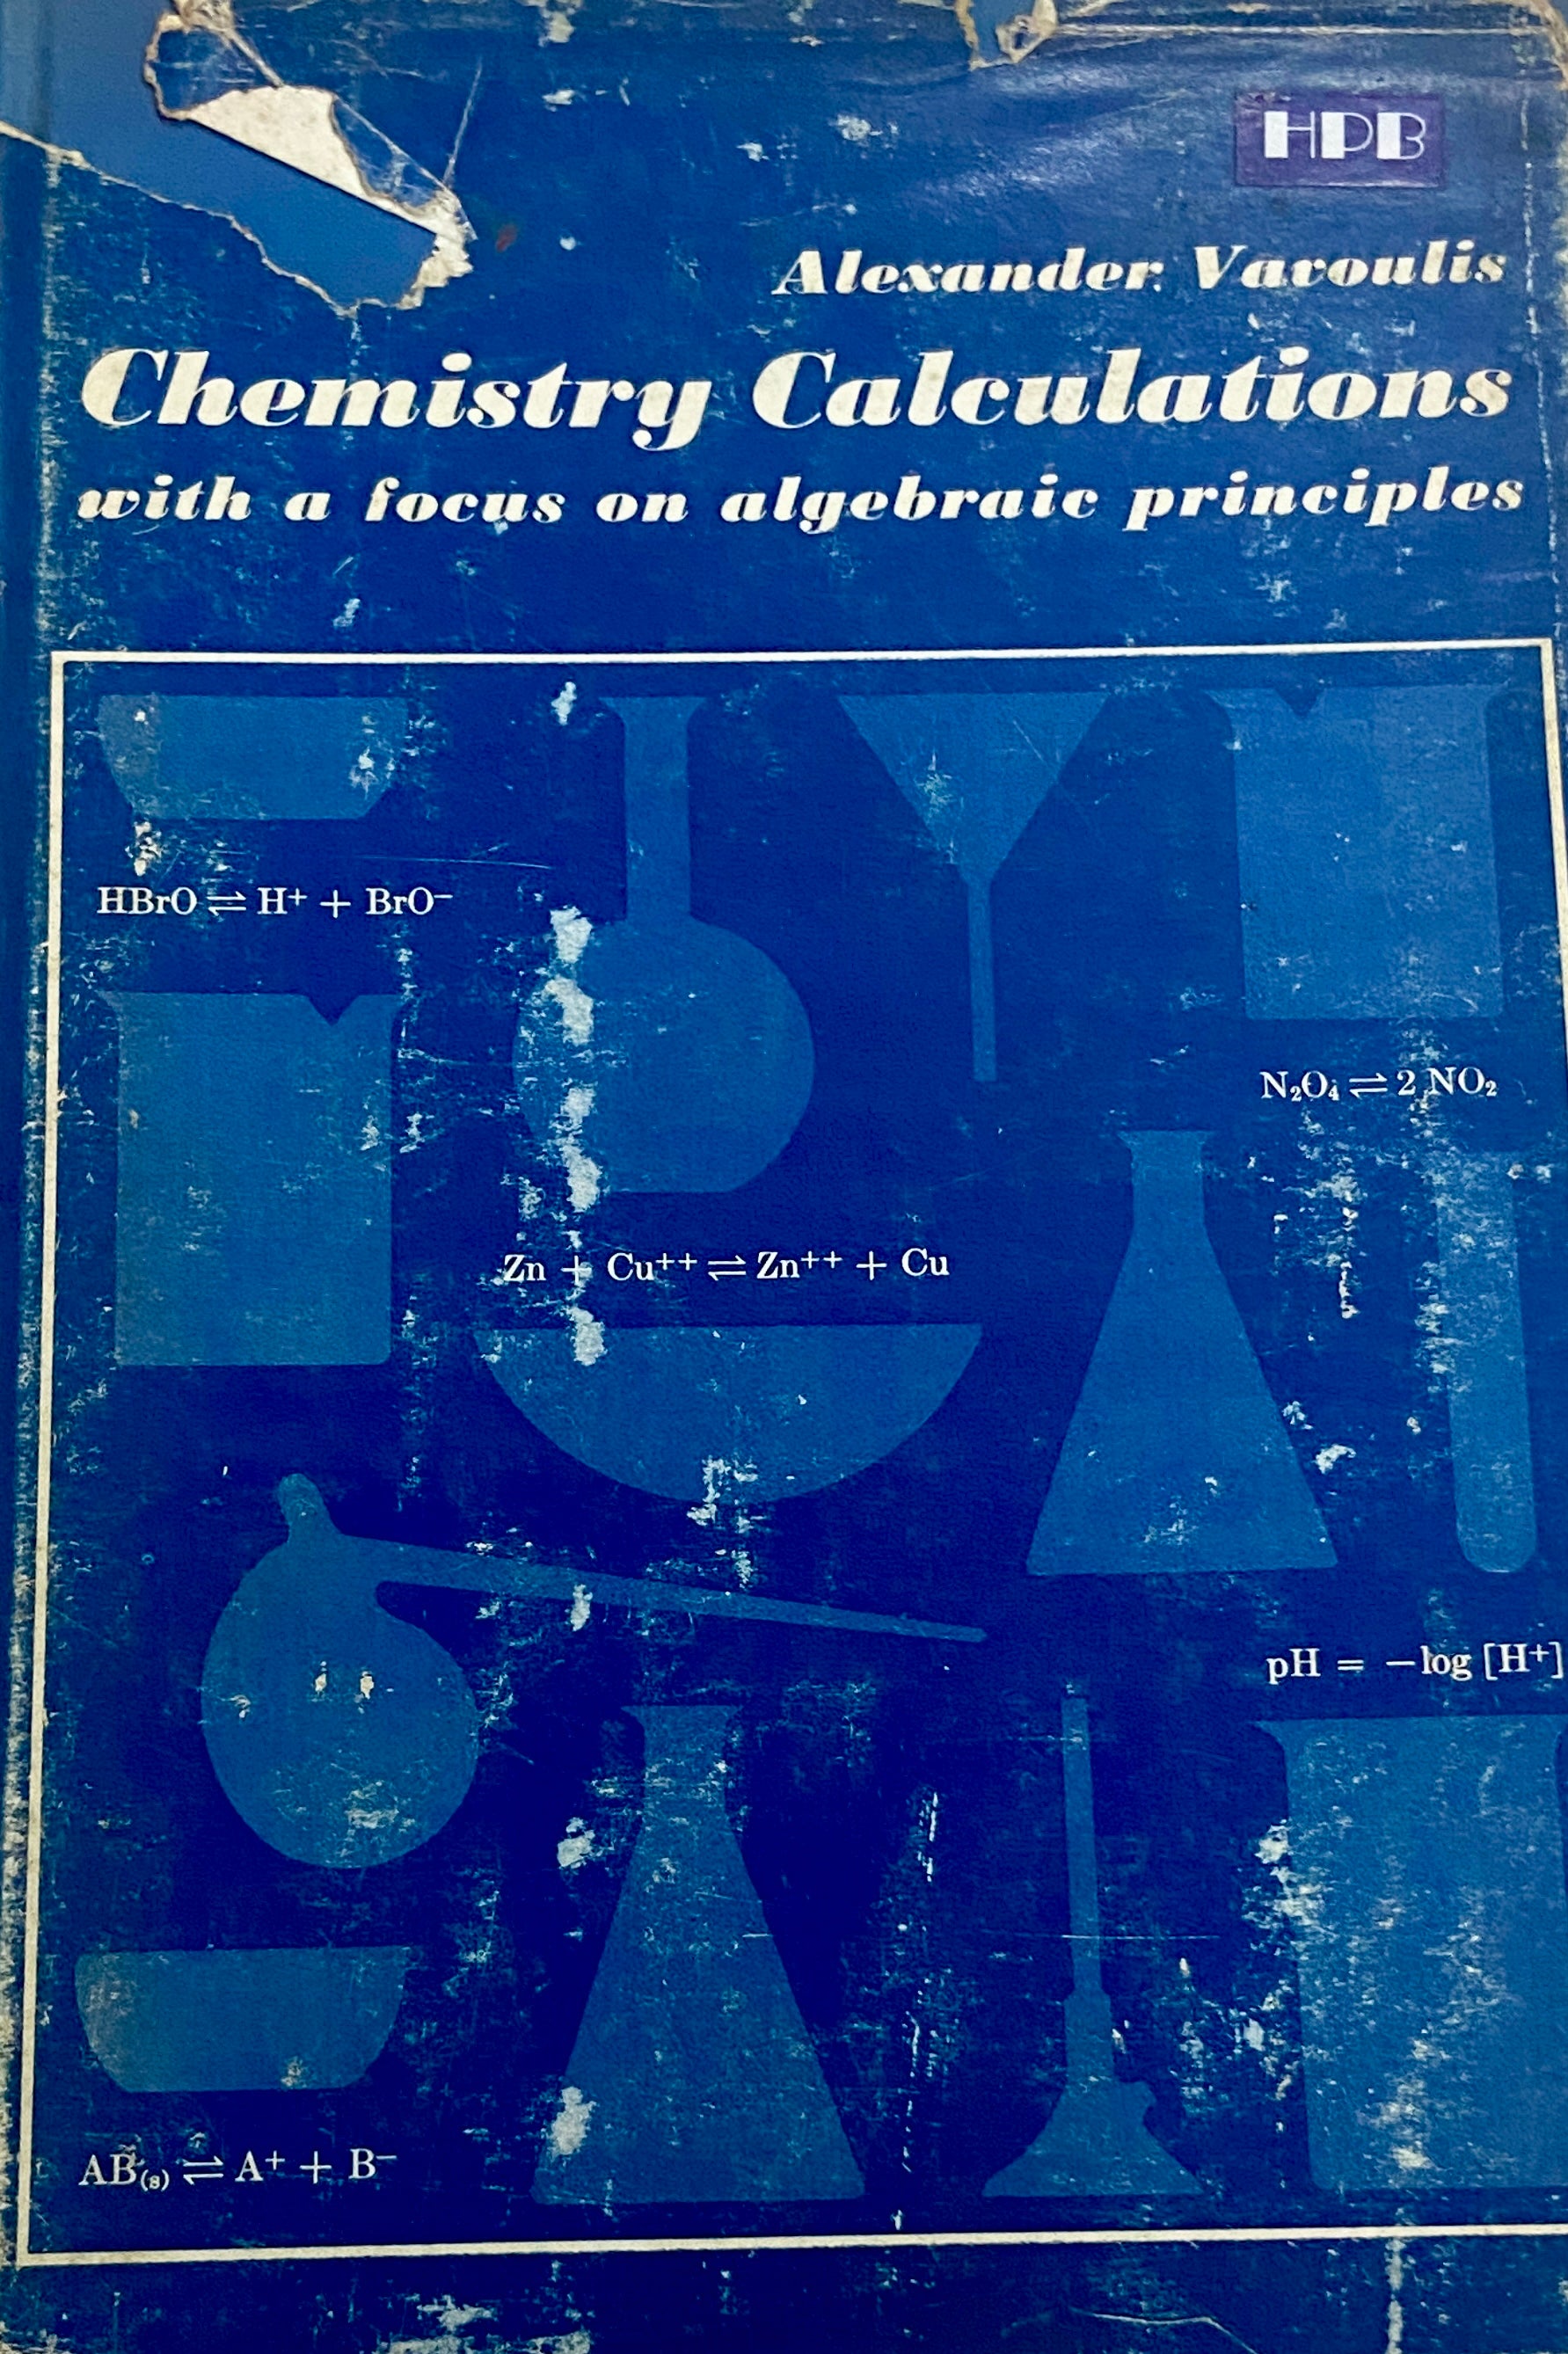 HPB
Alexander Vavoulis
Chemistry Calculations
with a focus on algebraic principles
HBrO ⇌ H⁺ + BrO⁻
N₂O₄ ⇌ 2 NO₂
Zn + Cu⁺⁺ ⇌ Zn⁺⁺ + Cu
pH = −log [H⁺]
AB₍s₎ ⇌ A⁺ + B⁻